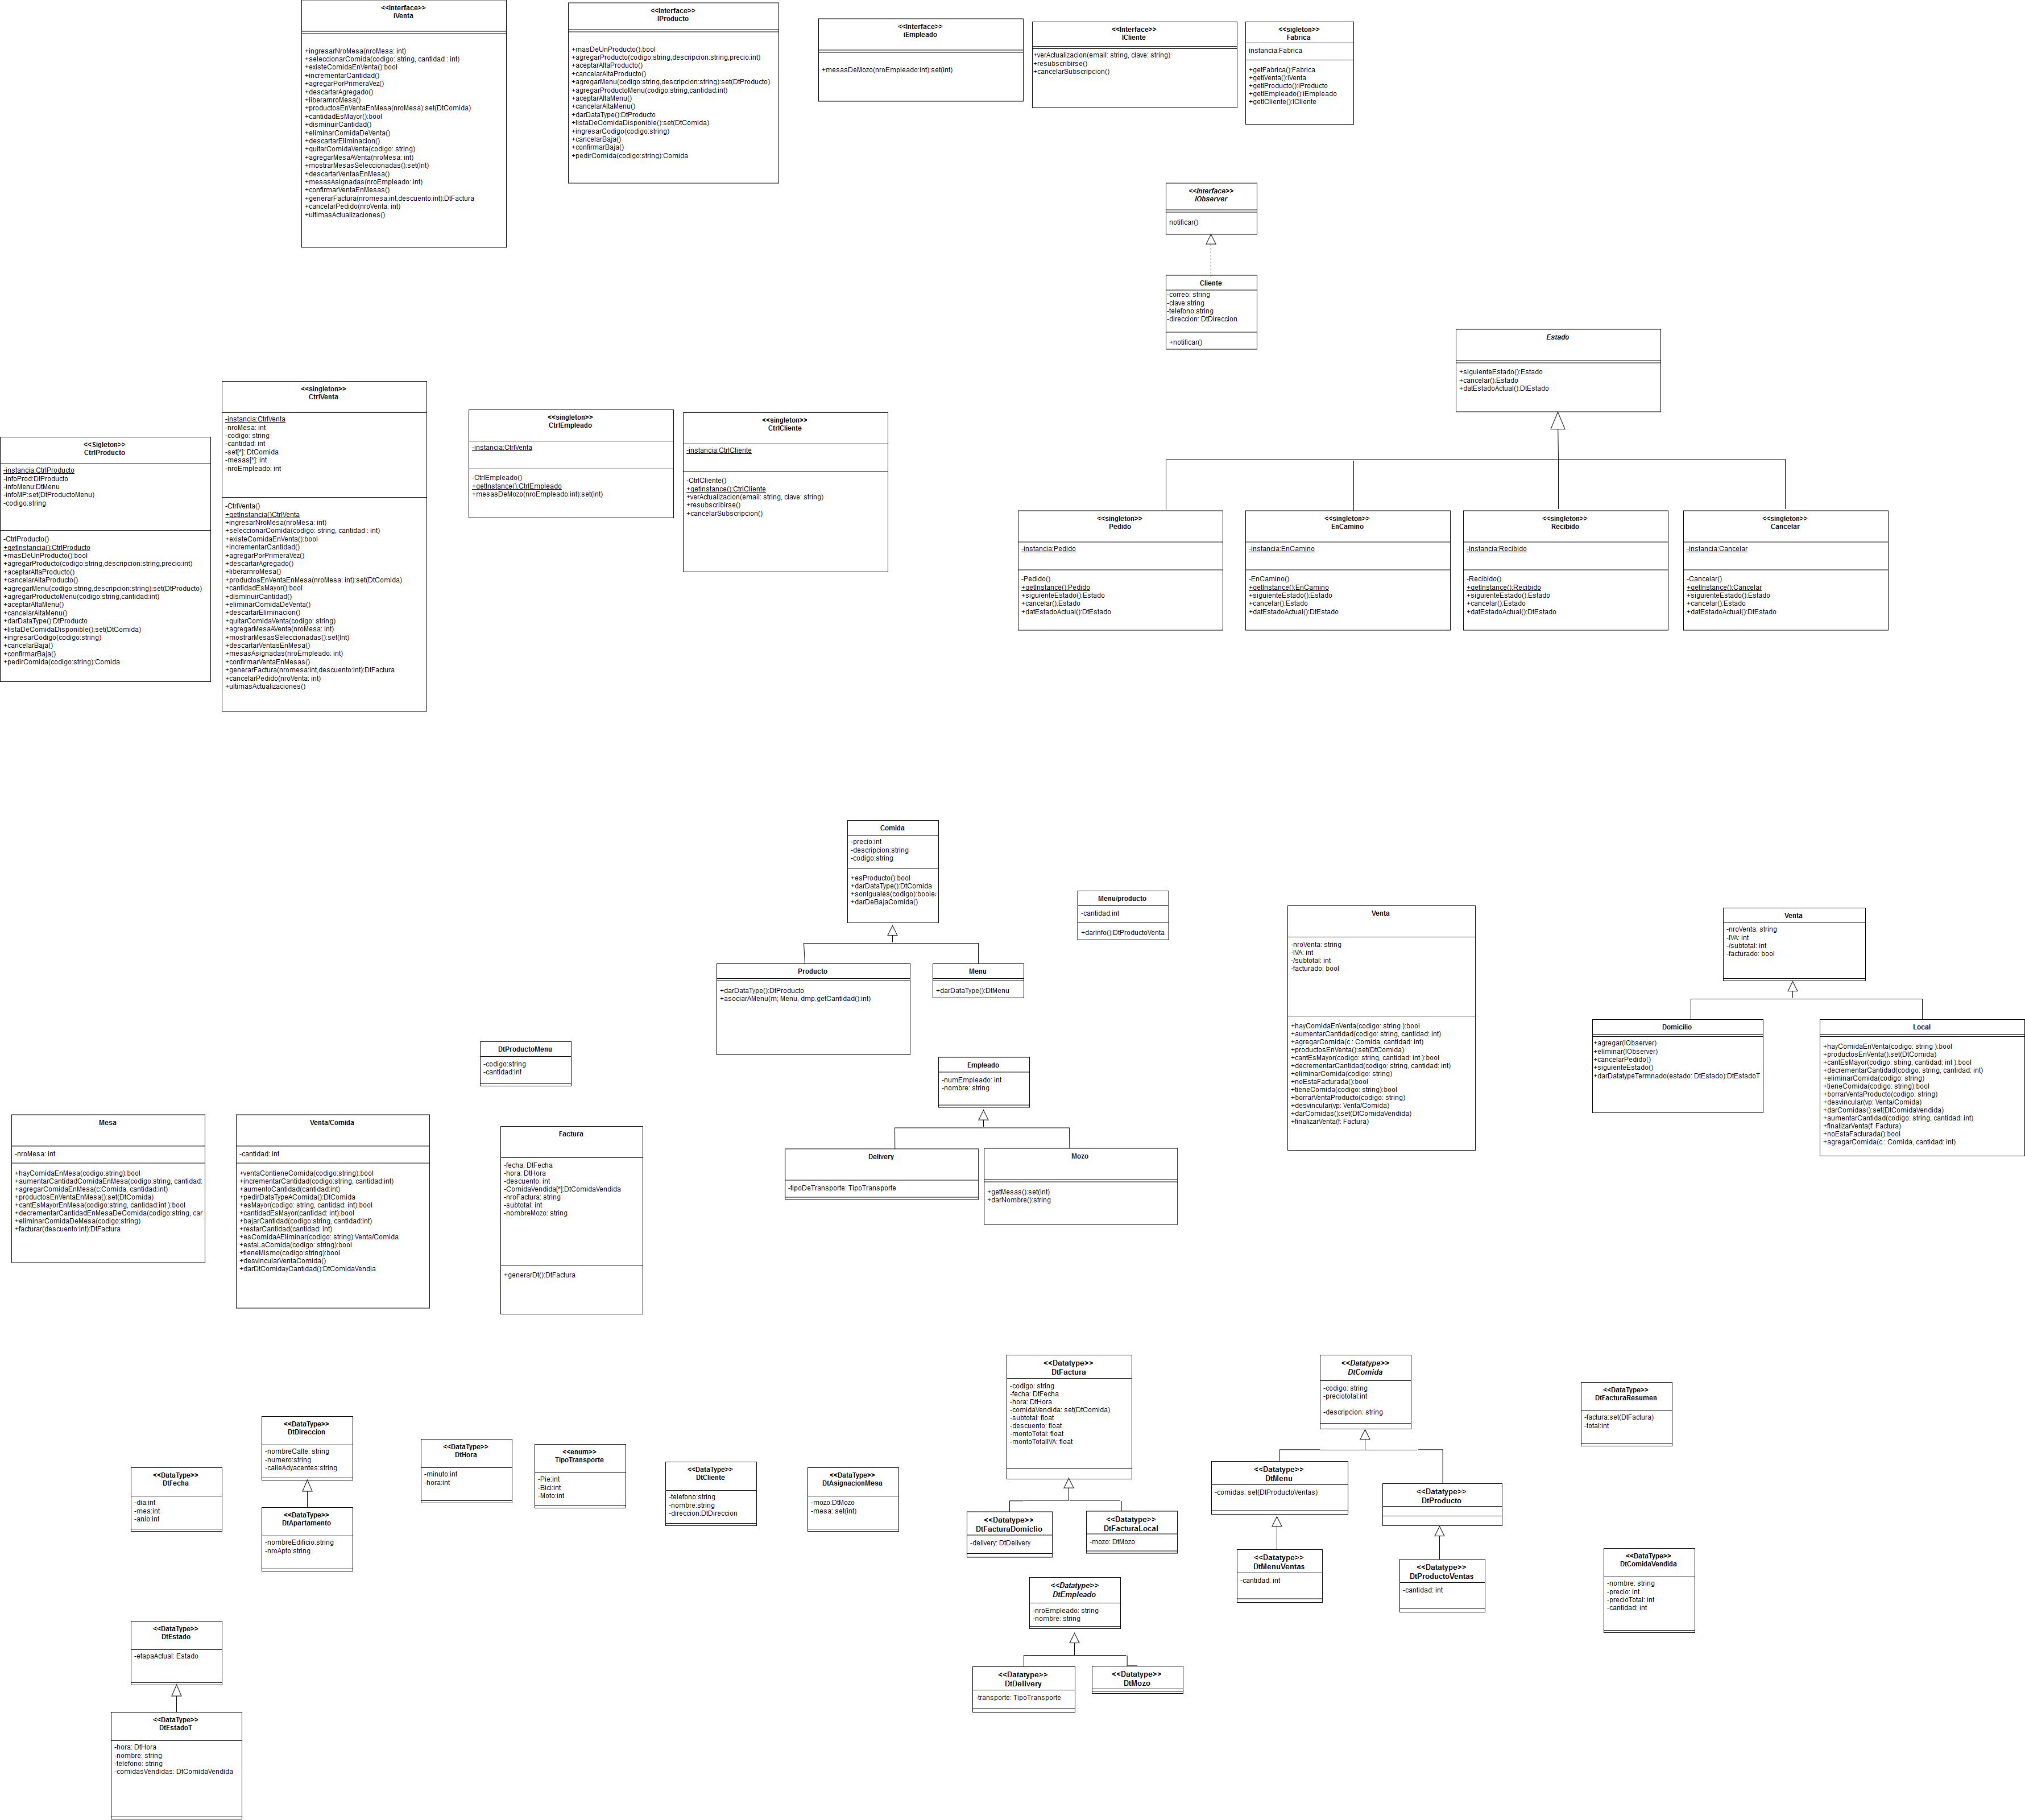 <<Interface>>
iVenta
+ingresarNroMesa(nroMesa: int)
+seleccionarComida(codigo: string, cantidad : int)
+existeComidaEnVenta():bool
+incrementarCantidad()
+agregarPorPrimeraVez()
+descartarAgregado()
+liberamroMesa()
+productosEnVentaEnMesa(nroMesa):set(DtComida)
+cantidadEsMayor():bool
+disminuirCantidad()
+eliminarComidaDeVenta()
+descartarEliminacion()
+quitarComidaVenta(codigo: string)
+agregarMesaAVenta(nroMesa: int)
+mostrarMesasSeleccionadas():set(Int)
+descartarVentasEnMesa()
+mesasAsignadas(nroEmpleado: int)
+confirmarVentaEnMesas()
+generarFactura(nromesa:int,descuento:int):DtFactura
+cancelarPedido(nroVenta: int)
+ultimasActualizaciones()
<<Interface>>
IProducto
+masDeUnProducto():bool
+agregarProducto(codigo:string,descripcion:string,precio:int)
+aceptarAltaProducto()
+cancelarAltaProducto()
+agregarMenu(codigo:string,descripcion:string):set(DtProducto)
+agregarProductoMenu(codigo:string,cantidad:int)
+aceptarAltaMenu()
+cancelarAltaMenu()
+darDataType():DtProducto
+listaDeComidaDisponible():set(DtComida)
+ingresarCodigo(codigo:string)
+cancelarBaja()
+confirmarBaja()
+pedirComida(codigo:string):Comida
<<Interface>>
iEmpleado
+mesasDeMozo(nroEmpleado:int):set(int)
<<Interface>>
ICliente
+verActualizacion(email: string, clave: string)
+resubscribirse()
+cancelarSubscripcion()
<<sigleton>>
Fabrica
instancia:Fabrica
+getFabrica():Fabrica
+getIVenta():IVenta
+getIProducto():iProducto
+getIEmpleado():iEmpleado
+getICliente():ICliente
<<Interface>>
IObserver
notificar()
Cliente
-correo: string
-clave:string
-telefono:string
-direccion: DtDireccion
+notificar()
Estado
+siguienteEstado():Estado
+cancelar():Estado
+datEstadoActual():DtEstado
<<Sigleton>>
CtrlProducto
-instancia:CtrlProducto
-infoProd:DtProducto
-infoMenu:DtMenu
-infoMP:set(DtProductoMenu)
-codigo:string
-CtrlProducto()
+getInstancia():CtrlProducto
+masDeUnProducto():bool
+agregarProducto(codigo:string,descripcion:string,precio:int)
+aceptarAltaProducto()
+cancelarAltaProducto()
+agregarMenu(codigo:string,descripcion:string):set(DtProducto)
+agregarProductoMenu(codigo:string,cantidad:int)
+aceptarAltaMenu()
+cancelarAltaMenu()
+darDataType():DtProducto
+listaDeComidaDisponible():set(DtComida)
+ingresarCodigo(codigo:string)
+cancelarBaja()
+confirmarBaja()
+pedirComida(codigo:string):Comida
<<singleton>>
CtrlVenta
-instancia:CtrlVenta
-nroMesa: int
-codigo: string
-cantidad: int
-set[*]: DtComida
-mesas[*]: int
-nroEmpleado: int
-CtrlVenta()
+getInstancia()CtrlVenta
+ingresarNroMesa(nroMesa: int)
+seleccionarComida(codigo: string, cantidad : int)
+existeComidaEnVenta():bool
+incrementarCantidad()
+agregarPorPrimeraVez()
+descartarAgregado()
+liberamroMesa()
+productosEnVentaEnMesa(nroMesa: int):set(DtComida)
+cantidadEsMayor():bool
+disminuirCantidad()
+eliminarComidaDeVenta()
+descartarEliminacion()
+quitarComidaVenta(codigo: string)
+agregarMesaAVenta(nroMesa: int)
+mostrarMesasSeleccionadas():set(Int)
+descartarVentasEnMesa()
+mesasAsignadas(nroEmpleado: int)
+confirmarVentaEnMesas()
+generarFactura(nromesa:int,descuento:int):DtFactura
+cancelarPedido(nroVenta: int)
+ultimasActualizaciones()
<<singleton>>
CtrlEmpleado
-instancia:CtrlVenta
-CtrlEmpleado()
+getInstance():CtrlEmpleado
+mesasDeMozo(nroEmpleado:int):set(int)
<<singleton>>
CtrlCliente
-instancia:CtrlCliente
-CtrlCliente()
+getInstance():CtrlCliente
+verActualizacion(email: string, clave: string)
+resubscribirse()
+cancelarSubscripcion()
<<singleton>>
Pedido
-instancia:Pedido
-Pedido()
+getInstance():Pedido
+siguienteEstado():Estado
+cancelar():Estado
+datEstadoActual():DtEstado
<<singleton>>
EnCamino
-instancia:EnCamino
-EnCamino()
+getInstance():EnCamino
+siguienteEstado():Estado
+cancelar():Estado
+datEstadoActual():DtEstado
<<singleton>>
Recibido
-instancia:Recibido
-Recibido()
+getInstance():Recibido
+siguienteEstado():Estado
+cancelar():Estado
+datEstadoActual():DtEstado
<<singleton>>
Cancelar
-instancia:Cancelar
-Cancelar()
+getInstance():Cancelar
+siguienteEstado():Estado
+cancelar():Estado
+datEstadoActual():DtEstado
Comida
-precio:int
-descripcion:string
-codigo:string
+esProducto():bool
+darDataType():DtComida
+sonIguales(codigo):boolea
+darDeBajaComida()
Menu/producto
-cantidad:int
+darInfo():DtProductoVenta
Producto
+darDataType():DtProducto
+asociarAMenu(m; Menu, dmp.getCantidad():int)
Menu
+darDataType():DtMenu
Venta
-nroVenta: string
-IVA: int
-/subtotal: int
-facturado: bool
+hayComidaEnVenta(codigo: string ):bool
+aumentarCantidad(codigo: string, cantidad: int)
+agregarComida(c : Comida, cantidad: int)
+productosEnVenta():set(DtComida)
+cantEsMayor(codigo: string, cantidad: int ):bool
+decrementarCantidad(codigo: string, cantidad: int)
+eliminarComida(codigo: string)
+noEstaFacturada():bool
+tieneComida(codigo: string):bool
+borrarVentaProducto(codigo: string)
+desvincular(vp: Venta/Comida)
+darComidas():set(DtComidaVendida)
+finalizarVenta(f: Factura)
Venta
-nroVenta: string
-IVA: int
-/subtotal: int
-facturado: bool
Domicilio
+agregar(IObserver)
+eliminar(IObserver)
+cancelarPedido()
+siguienteEstado()
+darDatatypeTermnado(estado: DtEstado):DtEstadoT
Local
+hayComidaEnVenta(codigo: string ):bool
+productosEnVenta():set(DtComida)
+cantEsMayor(codigo: string, cantidad: int ):bool
+decrementarCantidad(codigo: string, cantidad: int)
+eliminarComida(codigo: string)
+tieneComida(codigo: string):bool
+borrarVentaProducto(codigo: string)
+desvincular(vp: Venta/Comida)
+darComidas():set(DtComidaVendida)
+aumentarCantidad(codigo: string, cantidad: int)
+finalizarVenta(f: Factura)
+noEstaFacturada():bool
+agregarComida(c : Comida, cantidad: int)
DtProductoMenu
-codigo:string
-cantidad:int
Empleado
-numEmpleado: int
-nombre: string
Delivery
-tipoDeTransporte: TipoTransporte
Mozo
+getMesas():set(int)
+darNombre():string
Mesa
-nroMesa: int
+hayComidaEnMesa(codigo:string):bool
+aumentarCantidadComidaEnMesa(codigo:string, cantidad:
+agregarComidaEnMesa(c:Comida, cantidad:int)
+productosEnVentaEnMesa():set(DtComida)
+cantEsMayorEnMesa(codigo:string, cantidad:int ):bool
+decrementarCantidadEnMesaDeComida(codigo:string, car
+eliminarComidaDeMesa(codigo:string)
+facturar(descuento:int):DtFactura
Venta/Comida
-cantidad: int
+ventaContieneComida(codigo:string):bool
+incrementarCantidad(codigo:string, cantidad:int)
+aumentoCantidad(cantidad:int)
+pedirDataTypeAComida():DtComida
+esMayor(codigo: string, cantidad: int):bool
+cantidadEsMayor(cantidad: int):bool
+bajarCantidad(codigo:string, cantidad:int)
+restarCantidad(cantidad: int)
+esComidaAEliminar(codigo: string):Venta/Comida
+estaLaComida(codigo: string):bool
+tieneMismo(codigo:string):bool
+desvincularVentaComida()
+darDtComidayCantidad():DtComidaVendia
Factura
-fecha: DtFecha
-hora: DtHora
-descuento: int
-ComidaVendida[*]:DtComidaVendida
-nroFactura: string
-subtotal: int
-nombreMozo: string
+generarDt():DtFactura
<<Datatype>>
DtFactura
-codigo: string
-fecha: DtFecha
-hora: DtHora
-comidaVendida: set(DtComida)
-subtotal: float
-descuento: float
-montoTotal: float
-montoTotalIVA: float
<<Datatype>>
DtComida
-codigo: string
-preciototal:int
-descripcion: string
<<DataType>>
DtFacturaResumen
-factura:set(DtFactura)
-total:int
<<DataType>>
DtFecha
-dia:int
-mes:int
-anio:int
<<DataType>>
DtDireccion
-nombreCalle: string
-numero:string
-calleAdyacentes:string
<<DataType>>
DtApartamento
-nombreEdificio:string
-nroApto:string
<<DataType>>
DtHora
-minuto:int
-hora:int
<<enum>>
TipoTransporte
-Pie:int
-Bici:int
-Moto:int
<<DataType>>
DtCliente
-telefono:string
-nombre:string
-direccion:DtDireccion
<<DataType>>
DtAsignacionMesa
-mozo:DtMozo
-mesa: set(int)
<<Datatype>>
DtFacturaDomiclio
-delivery: DtDelivery
<<Datatype>>
DtFacturaLocal
-mozo: DtMozo
<<Datatype>>
DtMenu
-comidas: set(DtProductoVentas)
<<Datatype>>
DtProducto
<<Datatype>>
DtMenuVentas
-cantidad: int
<<Datatype>>
DtProductoVentas
-cantidad: int
<<DataType>>
DtComidaVendida
-nombre: string
-precio: int
-precioTotal: int
-cantidad: int
<<Datatype>>
DtEmpleado
-nroEmpleado: string
-nombre: string
<<Datatype>>
DtDelivery
-transporte: TipoTransporte
<<Datatype>>
DtMozo
<<DataType>>
DtEstado
-etapaActual: Estado
<<DataType>>
DtEstadoT
-hora: DtHora
-nombre: string
-telefono: string
-comidasVendidas: DtComidaVendida